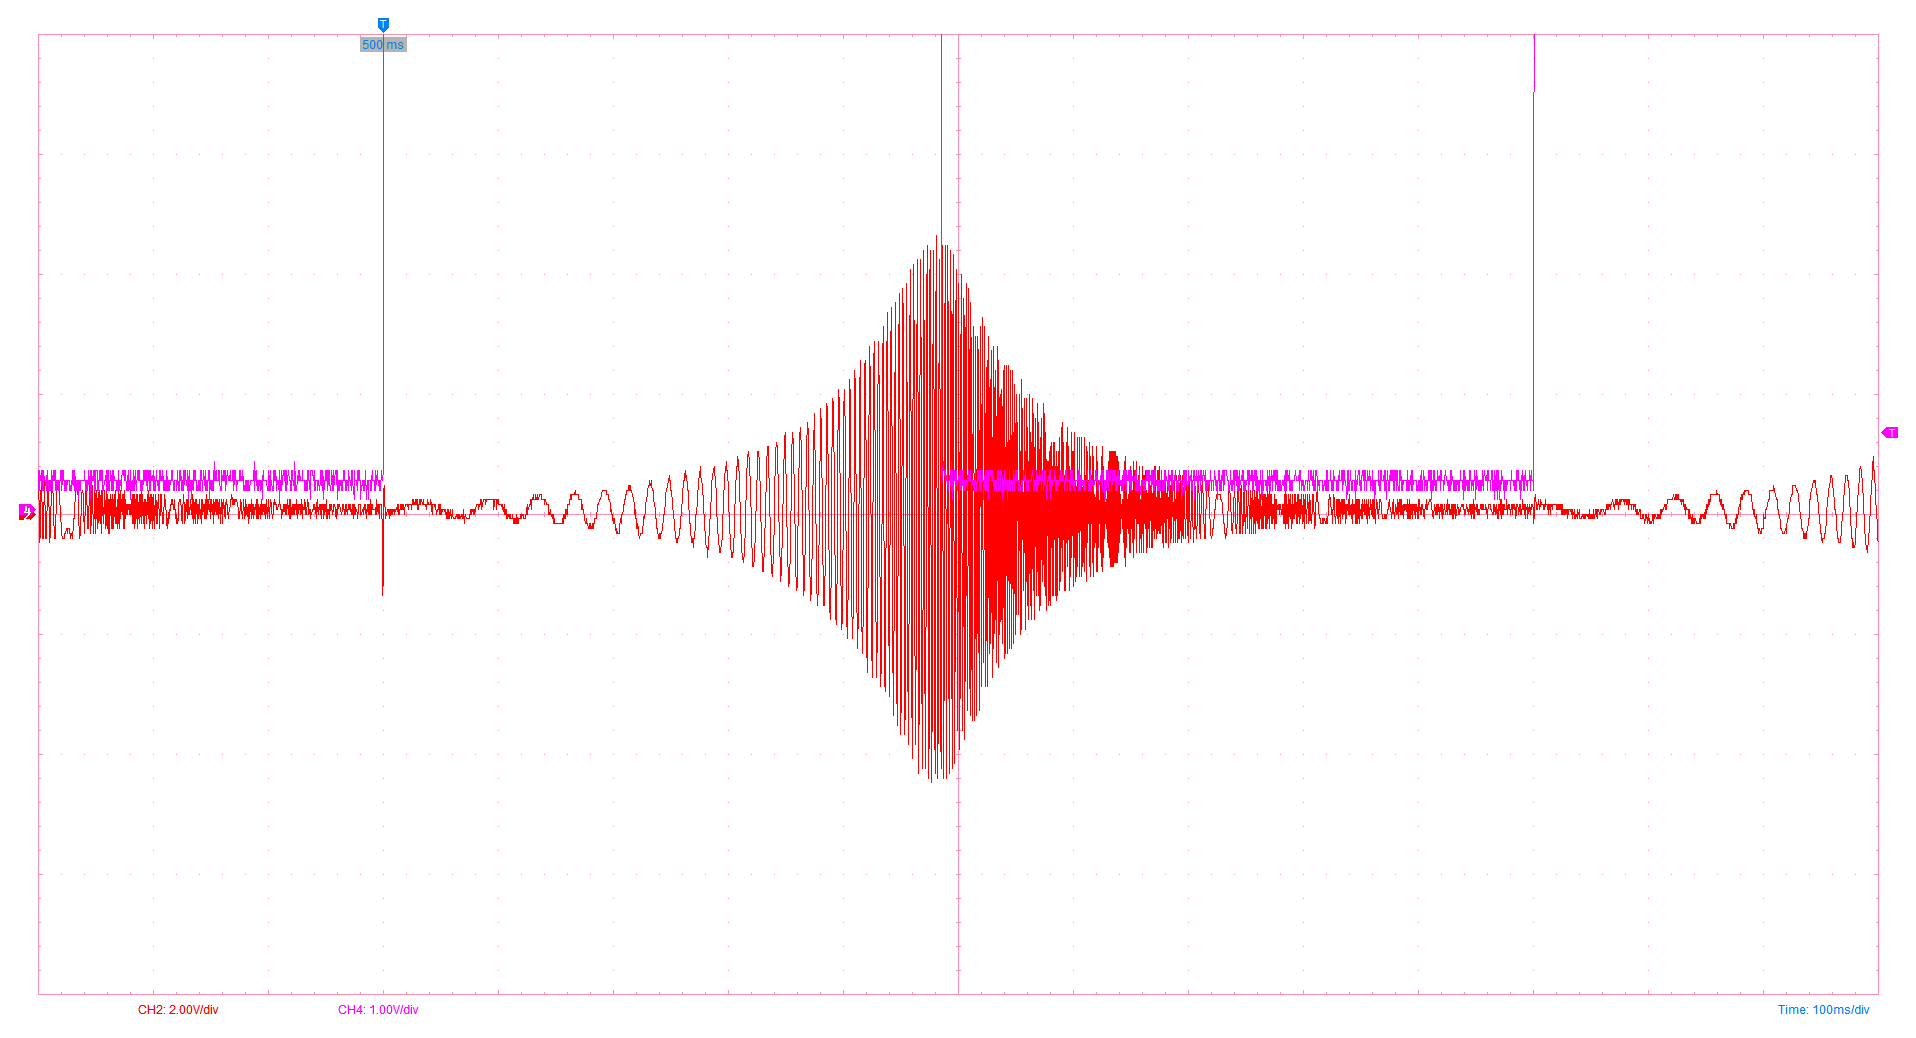 T
500 ms
T
CH2: 2.00V/div
CH4: 1.00V/div
Time: 100ms/div